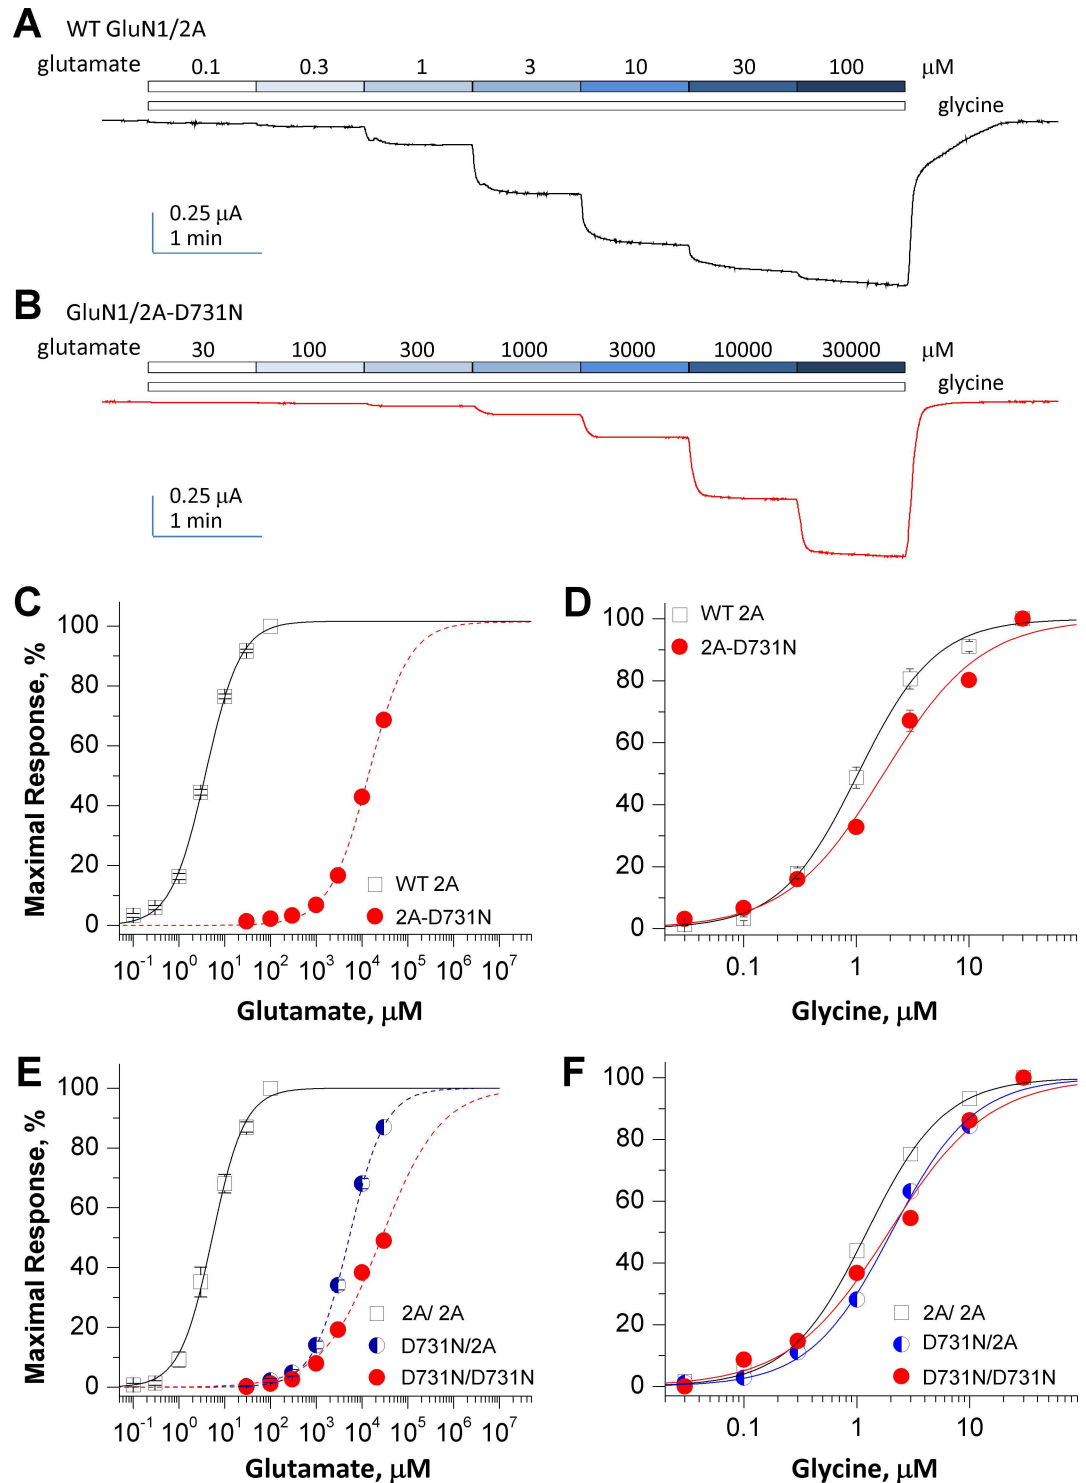 A WT GluN1/2A
glutamate 0.1 0.3 1 3 10 30 100 μM
glycine
0.25 μA
1 min
B GluN1/2A-D731N
glutamate 30 100 300 1000 3000 10000 30000 μM
glycine
0.25 μA
1 min
C
Maximal Response, %
100
80
60
40
20
0
WT 2A
2A-D731N
10⁻¹ 10⁰ 10¹ 10² 10³ 10⁴ 10⁵ 10⁶ 10⁷
Glutamate, μM
D
100
80
60
40
20
0
WT 2A
2A-D731N
0.1 1 10
Glycine, μM
E
Maximal Response, %
100
80
60
40
20
0
2A/ 2A
D731N/2A
D731N/D731N
10⁻¹ 10⁰ 10¹ 10² 10³ 10⁴ 10⁵ 10⁶ 10⁷
Glutamate, μM
F
100
80
60
40
20
0
2A/ 2A
D731N/2A
D731N/D731N
0.1 1 10
Glycine, μM